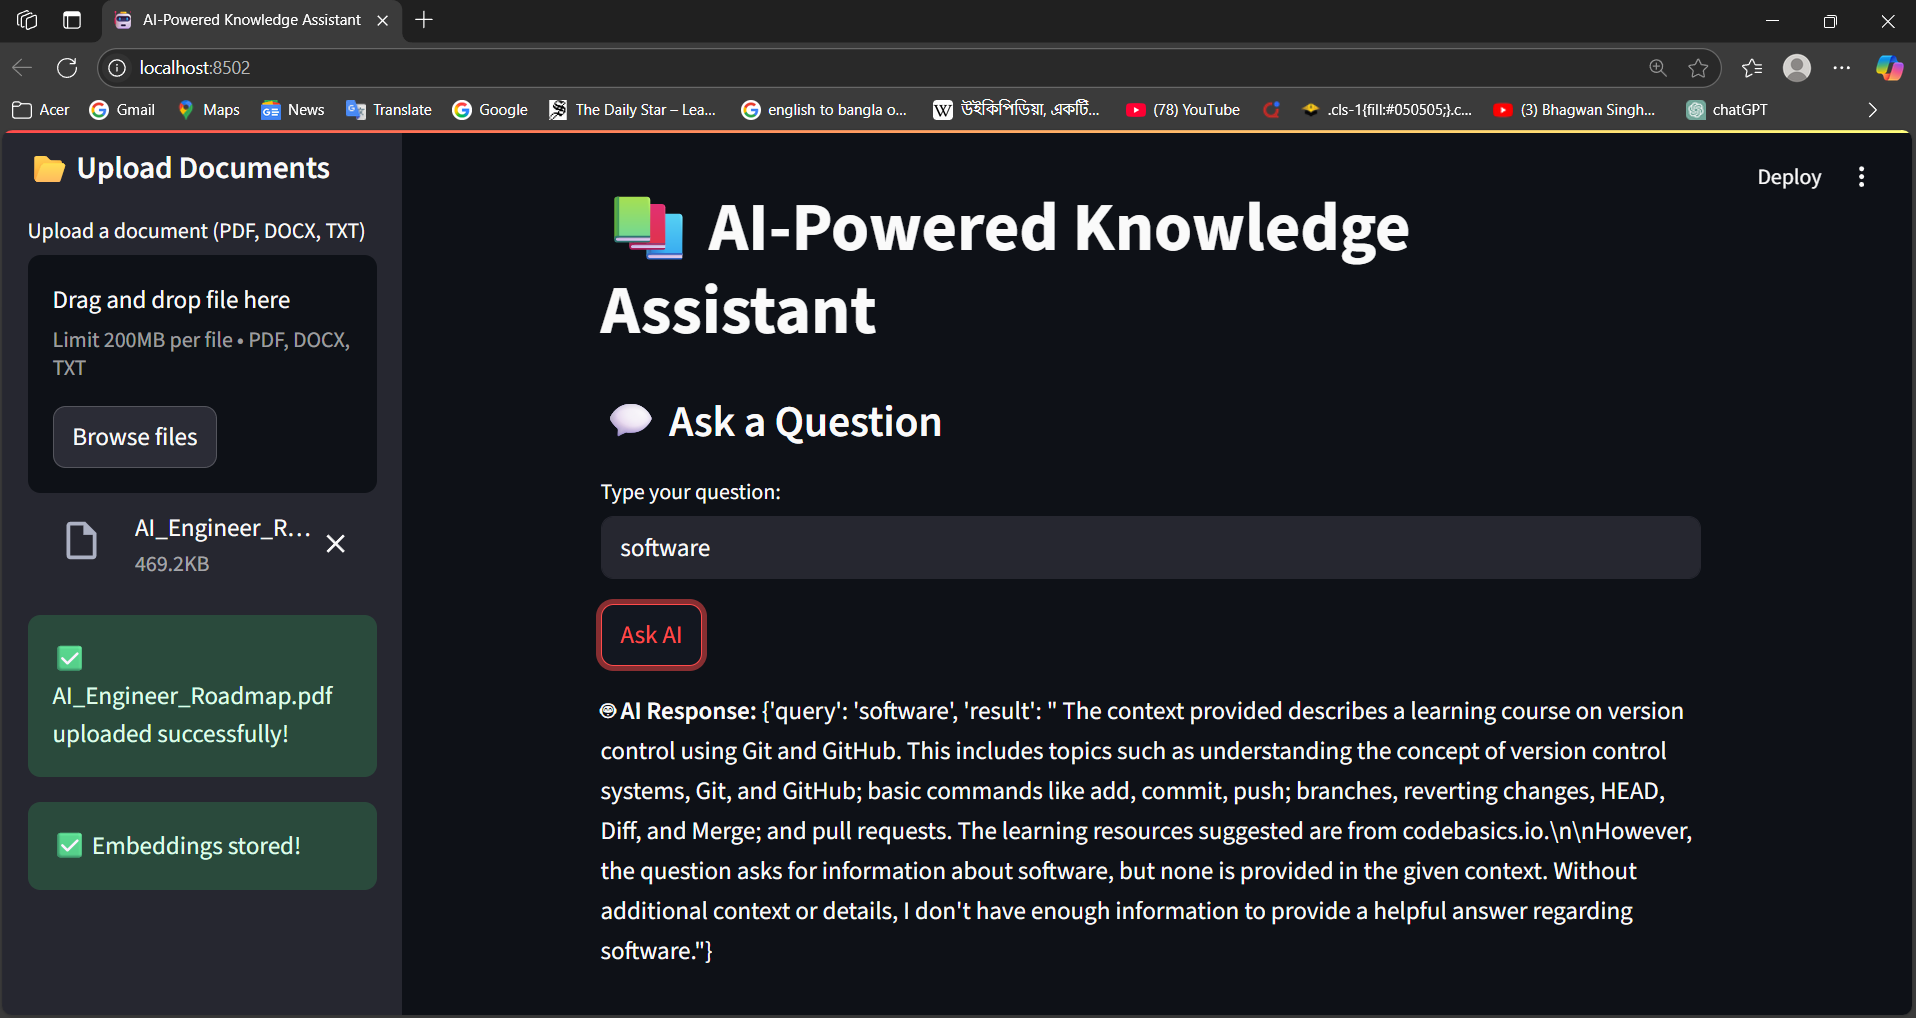 AI-Powered Knowledge Assistant
localhost:8502
Acer Gmail Maps News Translate Google The Daily Star – Lea... english to bangla o... উইকিপিডিয়া, একটি... (78) YouTube .cls-1{fill:#050505;}.c... (3) Bhagwan Singh... chatGPT
Upload Documents
Upload a document (PDF, DOCX, TXT)
Drag and drop file here
Limit 200MB per file • PDF, DOCX,
TXT
Browse files
AI_Engineer_R...
469.2KB
AI_Engineer_Roadmap.pdf
uploaded successfully!
Embeddings stored!
Deploy
AI-Powered Knowledge
Assistant
Ask a Question
Type your question:
software
Ask AI
AI Response: {'query': 'software', 'result': " The context provided describes a learning course on version
control using Git and GitHub. This includes topics such as understanding the concept of version control
systems, Git, and GitHub; basic commands like add, commit, push; branches, reverting changes, HEAD,
Diff, and Merge; and pull requests. The learning resources suggested are from codebasics.io.\n\nHowever,
the question asks for information about software, but none is provided in the given context. Without
additional context or details, I don't have enough information to provide a helpful answer regarding
software."}